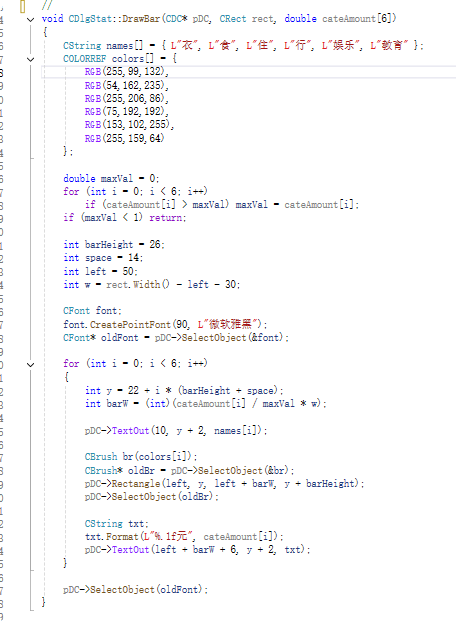 //
void CDlgStat::DrawBar(CDC* pDC, CRect rect, double cateAmount[6])
{
CString names[] = { L"衣", L"食", L"住", L"行", L"娱乐", L"教育" };
COLORREF colors[] = {
RGB(255,99,132),
RGB(54,162,235),
RGB(255,206,86),
RGB(75,192,192),
RGB(153,102,255),
RGB(255,159,64)
};
double maxVal = 0;
for (int i = 0; i < 6; i++)
if (cateAmount[i] > maxVal) maxVal = cateAmount[i];
if (maxVal < 1) return;
int barHeight = 26;
int space = 14;
int left = 50;
int w = rect.Width() - left - 30;
CFont font;
font.CreatePointFont(90, L"微软雅黑");
CFont* oldFont = pDC->SelectObject(&font);
for (int i = 0; i < 6; i++)
{
int y = 22 + i * (barHeight + space);
int barW = (int)(cateAmount[i] / maxVal * w);
pDC->TextOut(10, y + 2, names[i]);
CBrush br(colors[i]);
CBrush* oldBr = pDC->SelectObject(&br);
pDC->Rectangle(left, y, left + barW, y + barHeight);
pDC->SelectObject(oldBr);
CString txt;
txt.Format(L"%.1f元", cateAmount[i]);
pDC->TextOut(left + barW + 6, y + 2, txt);
}
pDC->SelectObject(oldFont);
}